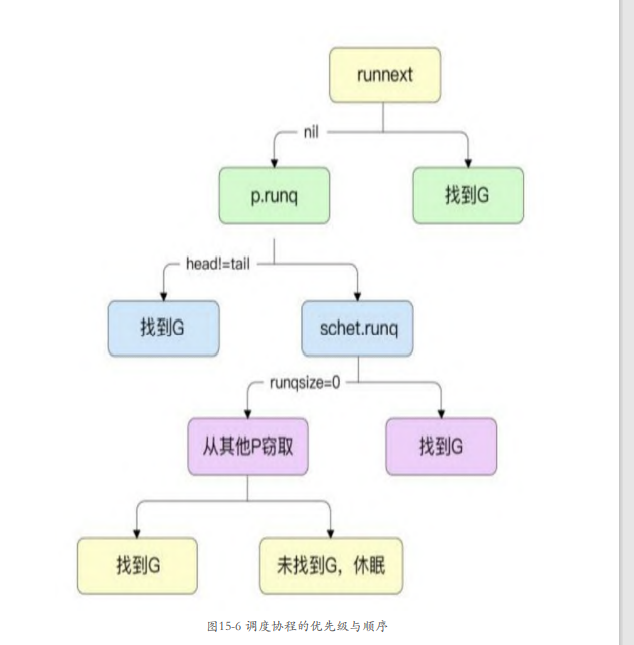 runnext
nil
p.runq
找到G
head!=tail
找到G
schet.runq
runqsize=0
从其他P窃取
找到G
找到G
未找到G，休眠
图15-6 调度协程的优先级与顺序